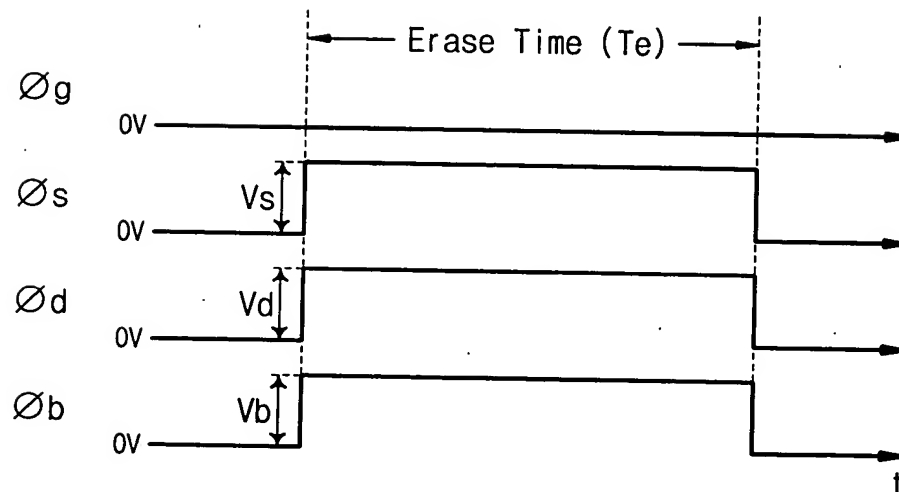 Erase Time (Te)
Øg
0V
Øs
Vs
0V
Ød
Vd
0V
Øb
Vb
0V
t